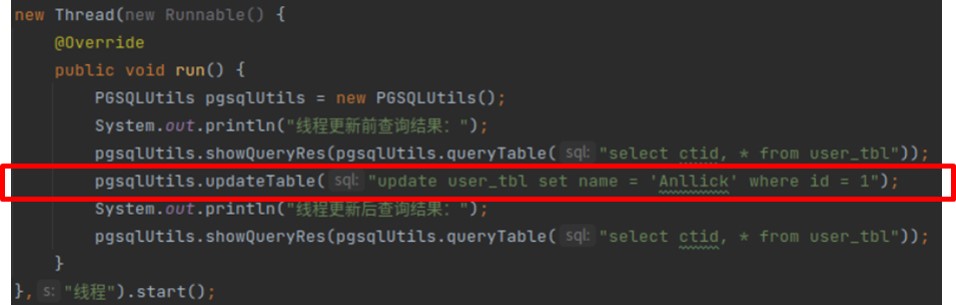 new Thread(new Runnable() {
@Override
public void run() {
PGSQLUtils pgsqlUtils = new PGSQLUtils();
System.out.println("线程更新前查询结果：");
pgsqlUtils.showQueryRes(pgsqlUtils.queryTable( sql: "select ctid, * from user_tbl"));
pgsqlUtils.updateTable( sql: "update user_tbl set name = 'Anllick' where id = 1");
System.out.println("线程更新后查询结果：");
pgsqlUtils.showQueryRes(pgsqlUtils.queryTable( sql: "select ctid, * from user_tbl"));
}
}, s: "线程").start();